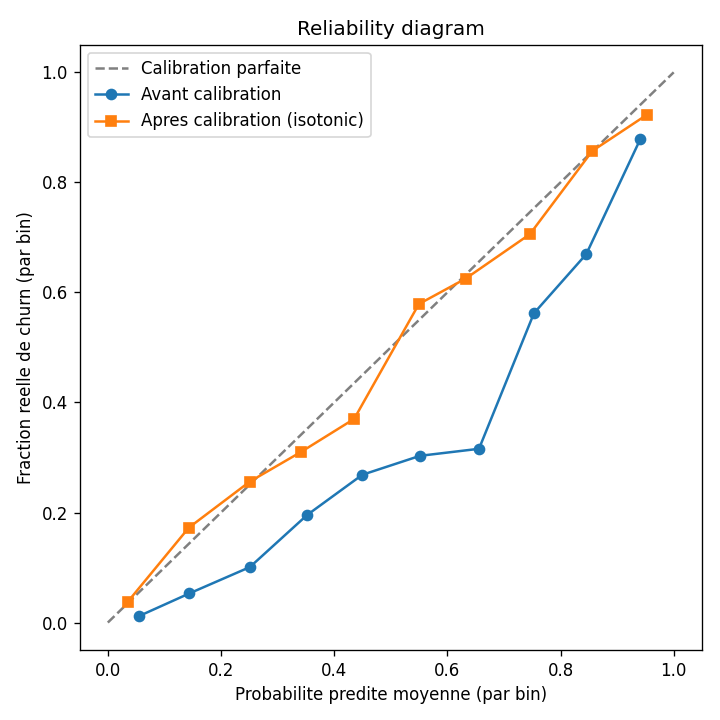 Reliability diagram
Calibration parfaite
Avant calibration
Apres calibration (isotonic)
1.0
0.8
0.6
0.4
0.2
0.0
Fraction reelle de churn (par bin)
0.0 0.2 0.4 0.6 0.8 1.0
Probabilite predite moyenne (par bin)